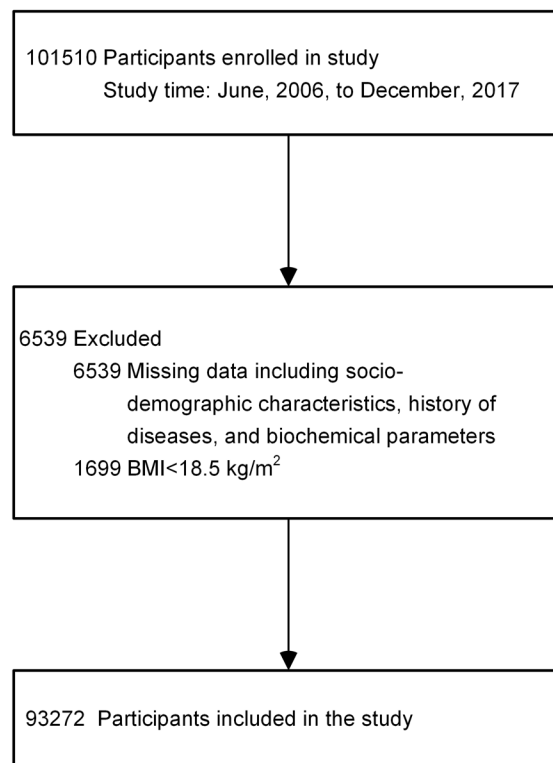 101510 Participants enrolled in study
Study time: June, 2006, to December, 2017
6539 Excluded
6539 Missing data including socio-
demographic characteristics, history of
diseases, and biochemical parameters
1699 BMI<18.5 kg/m²
93272 Participants included in the study